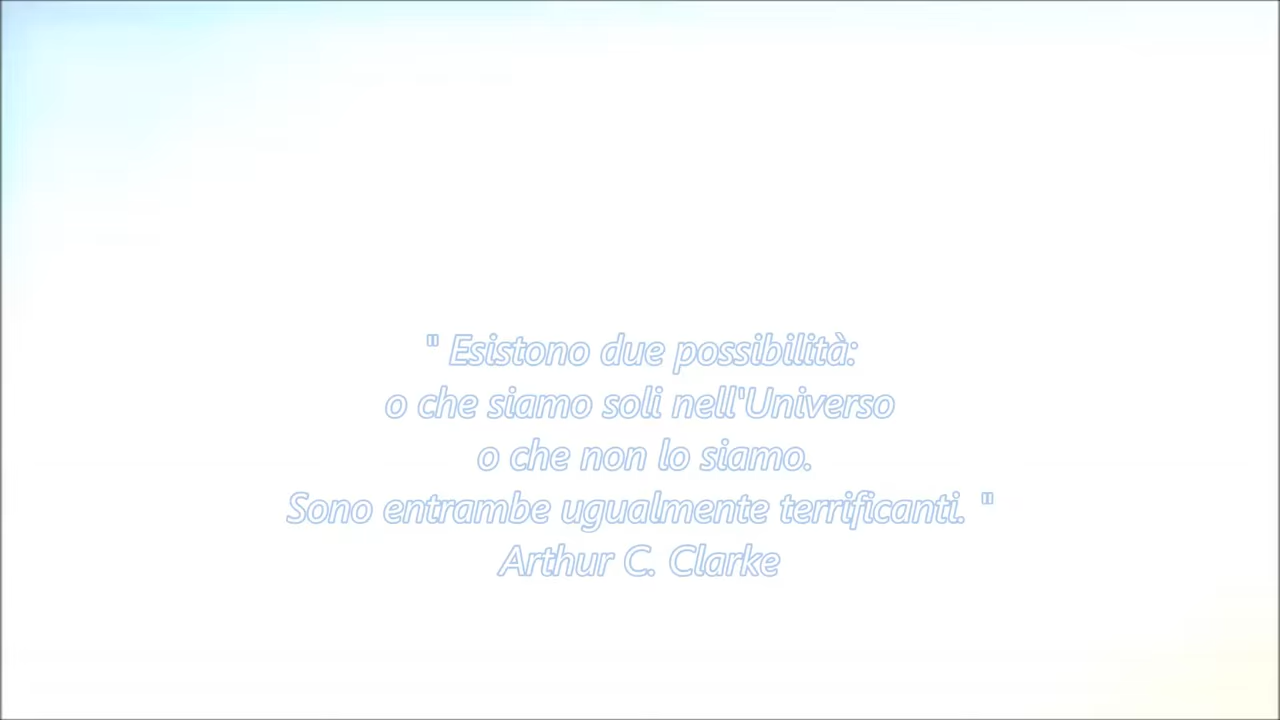 " Esistono due possibilità:
o che siamo soli nell'Universo
o che non lo siamo.
Sono entrambe ugualmente terrificanti. "
Arthur C. Clarke